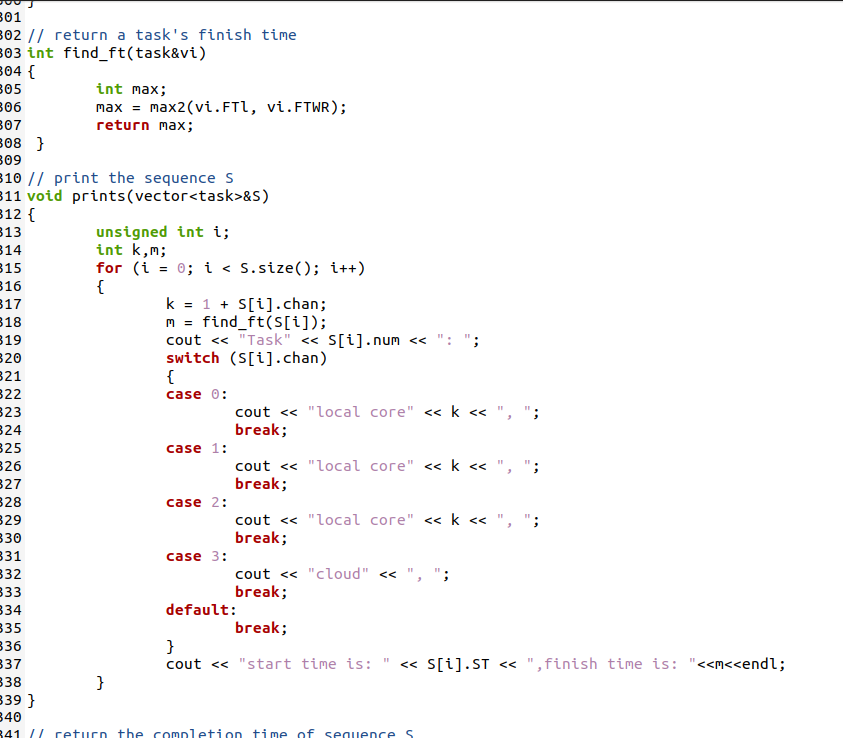 300 }
301
302 // return a task's finish time
303 int find_ft(task&vi)
304 {
305 int max;
306 max = max2(vi.FTl, vi.FTWR);
307 return max;
308 }
309
310 // print the sequence S
311 void prints(vector<task>&S)
312 {
313 unsigned int i;
314 int k,m;
315 for (i = 0; i < S.size(); i++)
316 {
317 k = 1 + S[i].chan;
318 m = find_ft(S[i]);
319 cout << "Task" << S[i].num << ": ";
320 switch (S[i].chan)
321 {
322 case 0:
323 cout << "local core" << k << ", ";
324 break;
325 case 1:
326 cout << "local core" << k << ", ";
327 break;
328 case 2:
329 cout << "local core" << k << ", ";
330 break;
331 case 3:
332 cout << "cloud" << ", ";
333 break;
334 default:
335 break;
336 }
337 cout << "start time is: " << S[i].ST << ",finish time is: "<<m<<endl;
338 }
339 }
340
341 // return the completion time of sequence S